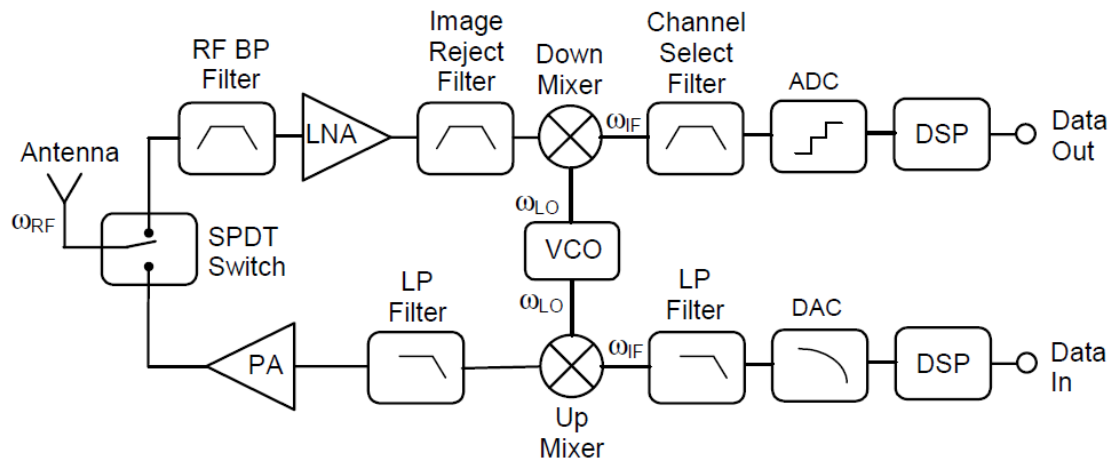 RF BP
Filter
Image
Reject
Filter
Down
Mixer
Channel
Select
Filter
ADC
LNA
ωIF
DSP
Data
Out
Antenna
ωRF
SPDT
Switch
ωLO
VCO
ωLO
LP
Filter
LP
Filter
DAC
PA
ωIF
DSP
Data
In
Up
Mixer